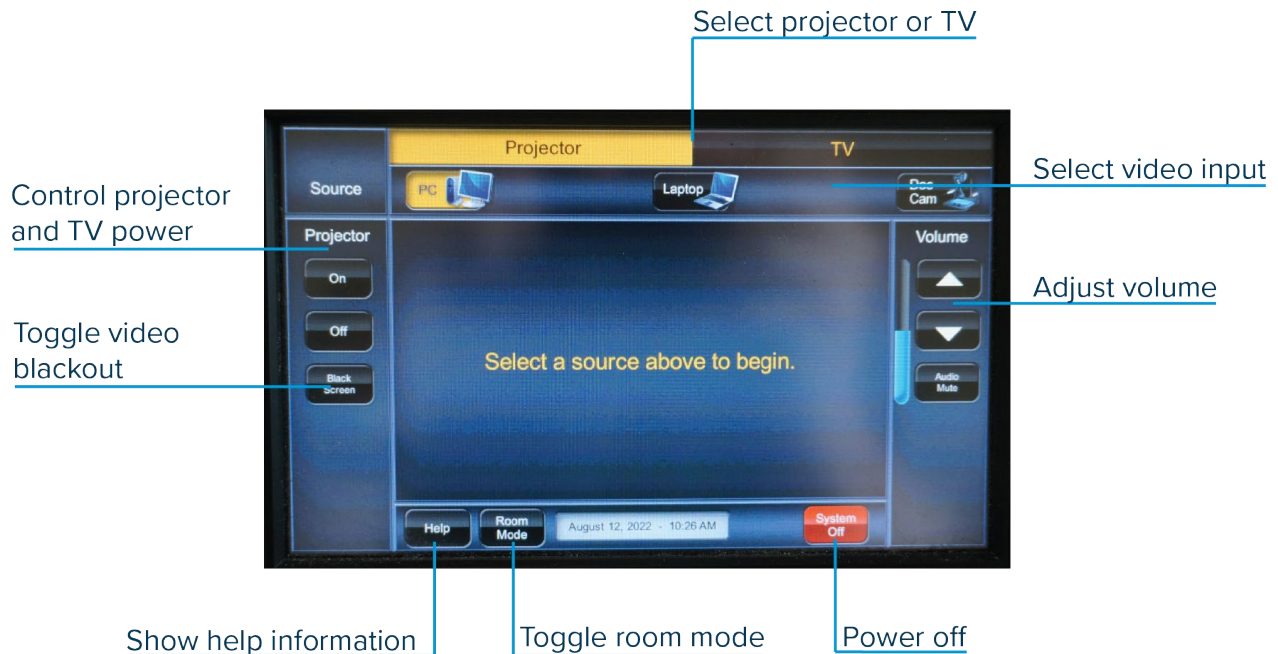 Select projector or TV
Projector
TV
Source
PC
Laptop
Doc
Cam
Select video input
Control projector
and TV power
Projector
Volume
On
Adjust volume
Off
Toggle video
blackout
Select a source above to begin.
Black
Screen
Audio
Mute
Help
Room
Mode
August 12, 2022 - 10:26 AM
System
Off
Show help information
Toggle room mode
Power off